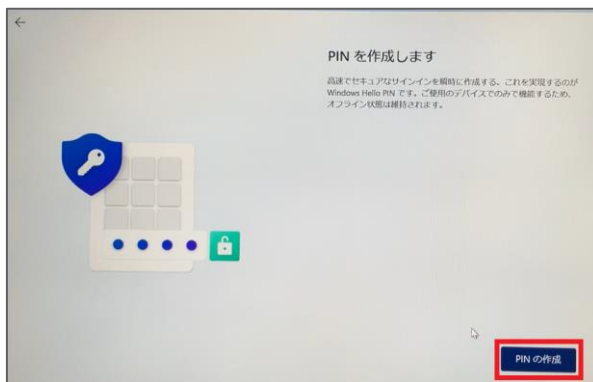 PIN を作成します
高速でセキュアなサインインを瞬時に作成する。これを実現するのが
Windows Hello PIN です。ご使用のデバイスでのみで機能するため、
オフライン状態は維持されます。
PIN の作成